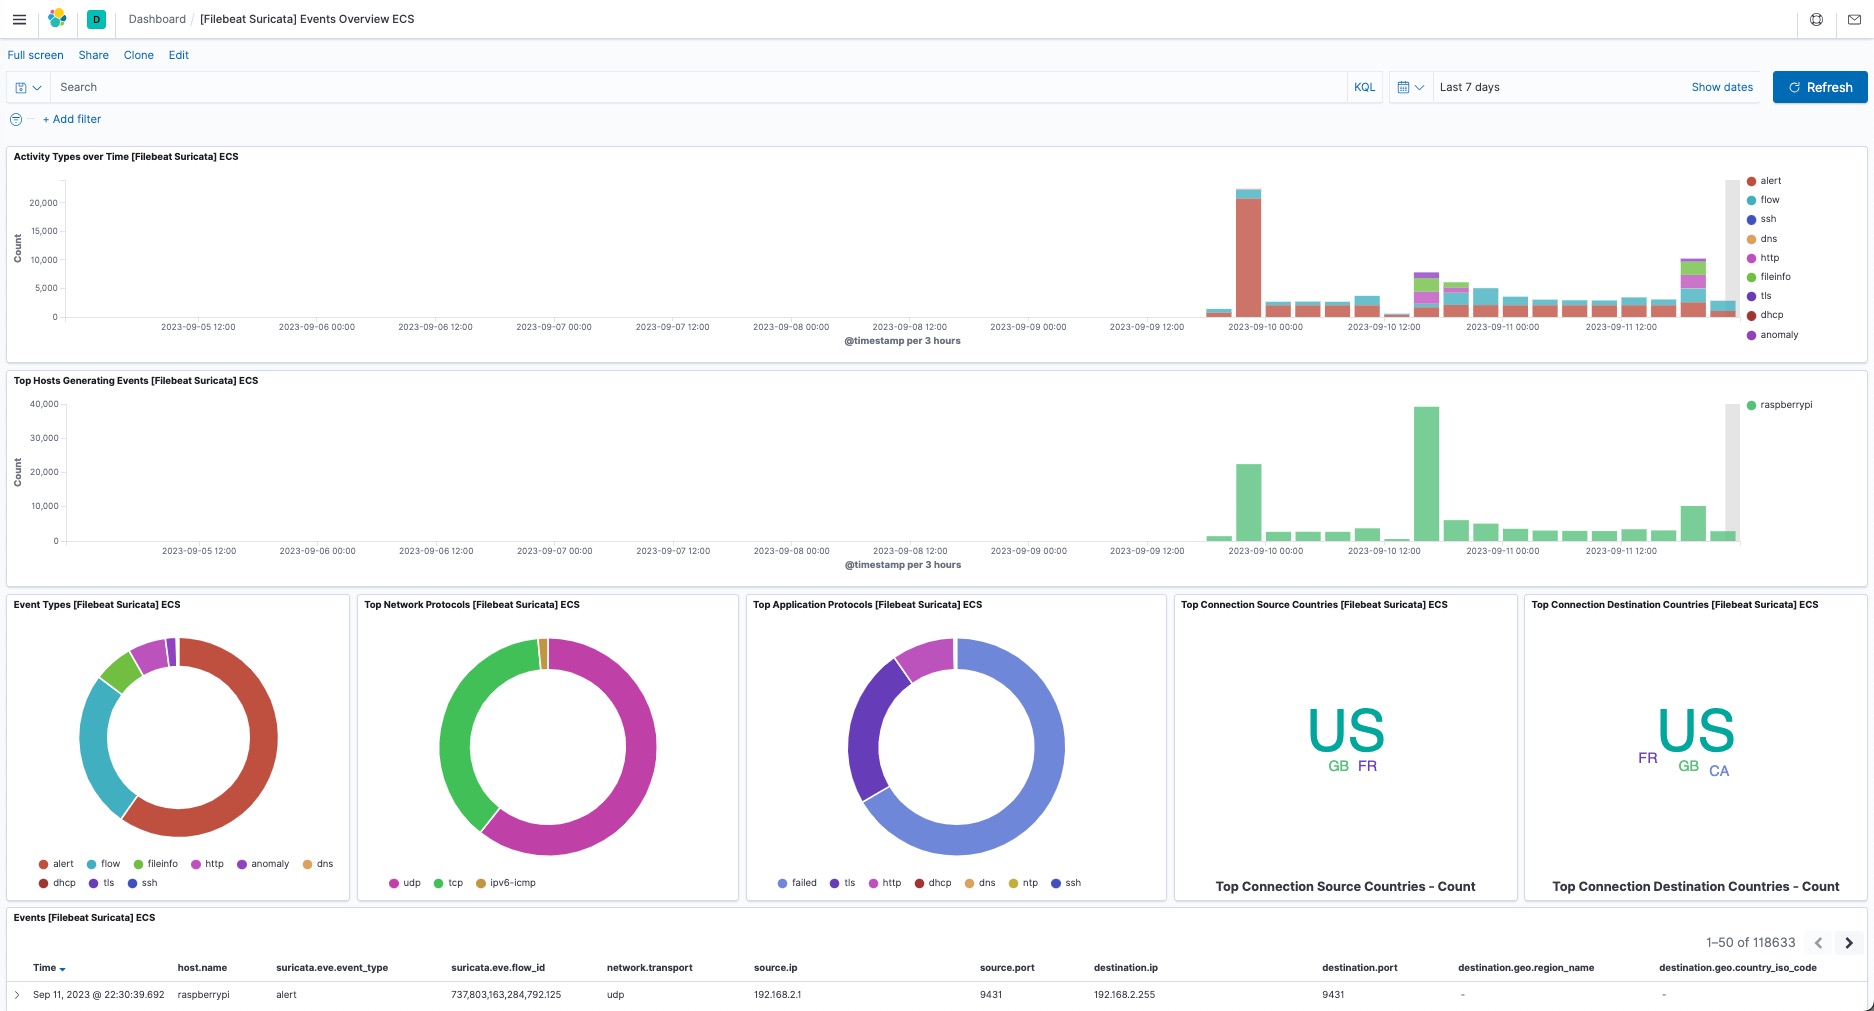 D Dashboard / [Filebeat Suricata] Events Overview ECS
Full screen Share Clone Edit
Search KQL Last 7 days Show dates Refresh
+ Add filter
Activity Types over Time [Filebeat Suricata] ECS
Count
20,000
15,000
10,000
5,000
0
2023-09-05 12:00 2023-09-06 00:00 2023-09-06 12:00 2023-09-07 00:00 2023-09-07 12:00 2023-09-08 00:00 2023-09-08 12:00 2023-09-09 00:00 2023-09-09 12:00 2023-09-10 00:00 2023-09-10 12:00 2023-09-11 00:00 2023-09-11 12:00
@timestamp per 3 hours
alert
flow
ssh
dns
http
fileinfo
tls
dhcp
anomaly
Top Hosts Generating Events [Filebeat Suricata] ECS
Count
40,000
30,000
20,000
10,000
0
2023-09-05 12:00 2023-09-06 00:00 2023-09-06 12:00 2023-09-07 00:00 2023-09-07 12:00 2023-09-08 00:00 2023-09-08 12:00 2023-09-09 00:00 2023-09-09 12:00 2023-09-10 00:00 2023-09-10 12:00 2023-09-11 00:00 2023-09-11 12:00
@timestamp per 3 hours
raspberrypi
Event Types [Filebeat Suricata] ECS
alert flow fileinfo http anomaly dns
dhcp tls ssh
Top Network Protocols [Filebeat Suricata] ECS
udp tcp ipv6-icmp
Top Application Protocols [Filebeat Suricata] ECS
failed tls http dhcp dns ntp ssh
Top Connection Source Countries [Filebeat Suricata] ECS
US
GB FR
Top Connection Source Countries - Count
Top Connection Destination Countries [Filebeat Suricata] ECS
US
FR GB CA
Top Connection Destination Countries - Count
Events [Filebeat Suricata] ECS
1–50 of 118633
Time host.name suricata.eve.event_type suricata.eve.flow_id network.transport source.ip source.port destination.ip destination.port destination.geo.region_name destination.geo.country_iso_code
Sep 11, 2023 @ 22:30:39.692 raspberrypi alert 737,803,163,284,792.125 udp 192.168.2.1 9431 192.168.2.255 9431 - -